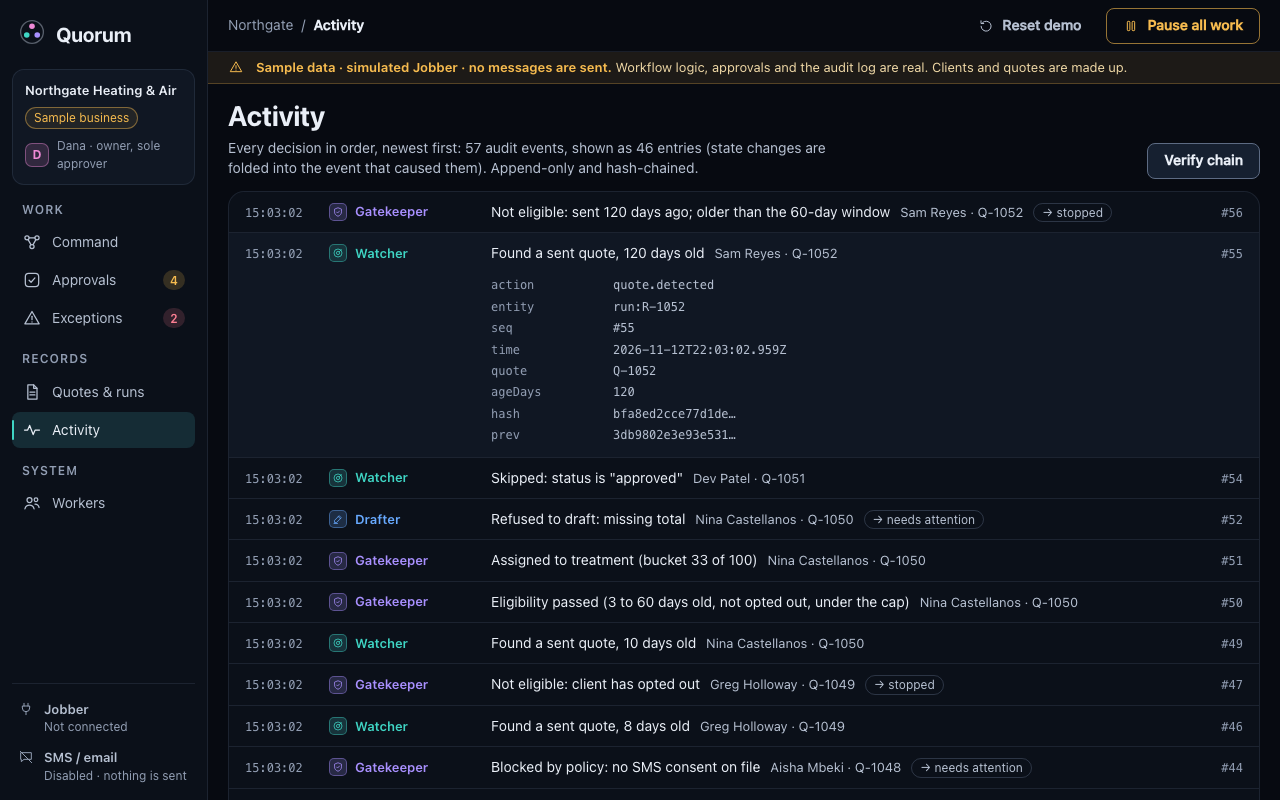 Quorum
Northgate Heating & Air
Sample business
D
Dana · owner, sole
approver
WORK
Command
Approvals 4
Exceptions 2
RECORDS
Quotes & runs
Activity
SYSTEM
Workers
Jobber
Not connected
SMS / email
Disabled · nothing is sent
Northgate / Activity
Reset demo
Pause all work
Sample data · simulated Jobber · no messages are sent. Workflow logic, approvals and the audit log are real. Clients and quotes are made up.
Activity
Every decision in order, newest first: 57 audit events, shown as 46 entries (state changes are
folded into the event that caused them). Append-only and hash-chained.
Verify chain
15:03:02 Gatekeeper Not eligible: sent 120 days ago; older than the 60-day window Sam Reyes · Q-1052 → stopped #56
15:03:02 Watcher Found a sent quote, 120 days old Sam Reyes · Q-1052 #55
action quote.detected
entity run:R-1052
seq #55
time 2026-11-12T22:03:02.959Z
quote Q-1052
ageDays 120
hash bfa8ed2cce77d1de…
prev 3db9802e3e93e531…
15:03:02 Watcher Skipped: status is "approved" Dev Patel · Q-1051 #54
15:03:02 Drafter Refused to draft: missing total Nina Castellanos · Q-1050 → needs attention #52
15:03:02 Gatekeeper Assigned to treatment (bucket 33 of 100) Nina Castellanos · Q-1050 #51
15:03:02 Gatekeeper Eligibility passed (3 to 60 days old, not opted out, under the cap) Nina Castellanos · Q-1050 #50
15:03:02 Watcher Found a sent quote, 10 days old Nina Castellanos · Q-1050 #49
15:03:02 Gatekeeper Not eligible: client has opted out Greg Holloway · Q-1049 → stopped #47
15:03:02 Watcher Found a sent quote, 8 days old Greg Holloway · Q-1049 #46
15:03:02 Gatekeeper Blocked by policy: no SMS consent on file Aisha Mbeki · Q-1048 → needs attention #44